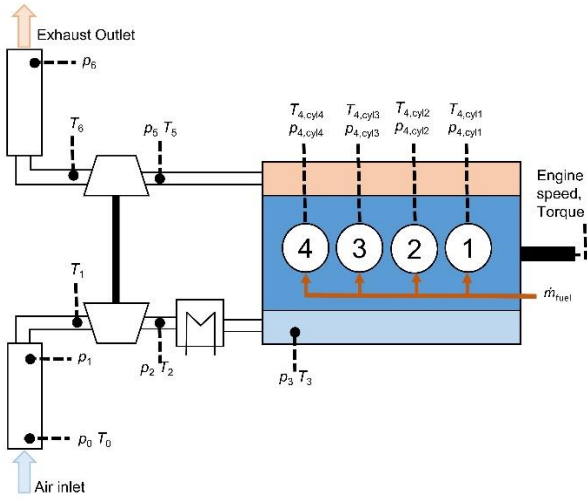 Exhaust Outlet
p6
T6
p5 T5
T4,cyl4 T4,cyl3 T4,cyl2 T4,cyl1
p4,cyl4 p4,cyl3 p4,cyl2 p4,cyl1
Engine
speed,
Torque
4 3 2 1
ṁfuel
T1
p2 T2
p3 T3
p1
p0 T0
Air inlet